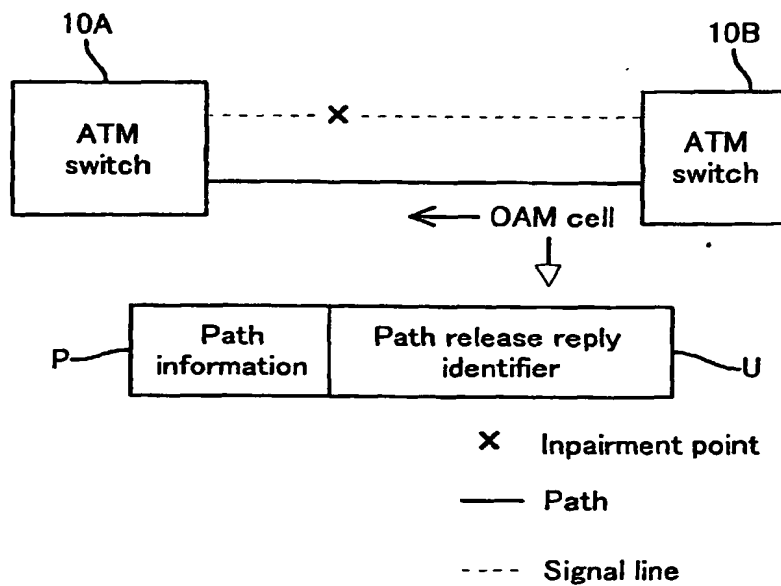 10A
10B
ATM
switch
ATM
switch
OAM cell
P
Path
information
Path release reply
identifier
U
Inpairment point
Path
Signal line